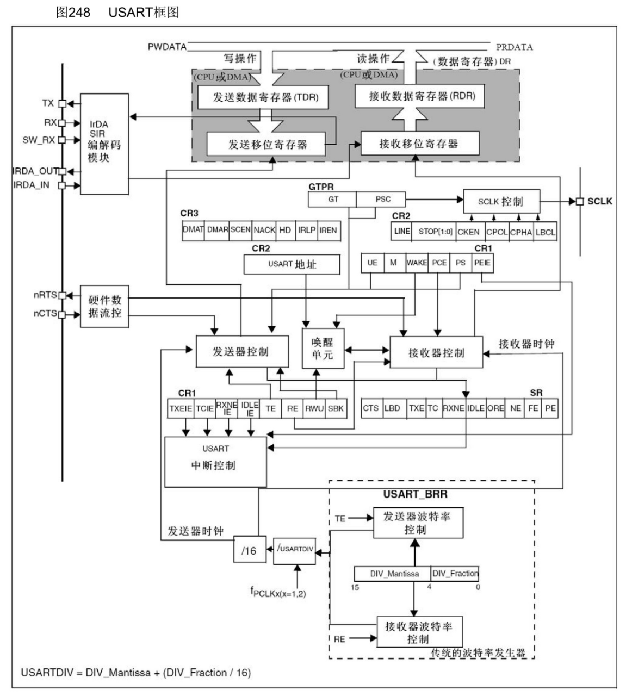 图248 USART框图
PWDATA
PRDATA
写操作
读操作
(数据寄存器) DR
(CPU或DMA)
(CPU或DMA)
发送数据寄存器(TDR)
接收数据寄存器(RDR)
TX
RX
SW_RX
IRDA_OUT
IRDA_IN
IrDA
SIR
编解码
模块
发送移位寄存器
接收移位寄存器
GTPR
GT PSC
SCLK 控制
SCLK
CR3
DMAT DMAR SCEN NACK HD IRLP IREN
CR2
LINE STOP[1:0] CKEN CPOL CPHA LBCL
CR2
USART 地址
CR1
UE M WAKE PCE PS PEIE
nRTS
nCTS
硬件数
据流控
发送器控制
唤醒
单元
接收器控制
接收器时钟
CR1
TXEIE TCIE RXNEIE IDLEIE TE RE RWU SBK
SR
CTS LBD TXE TC RXNE IDLE ORE NE FE PE
USART
中断控制
USART_BRR
发送器时钟
TE
发送器波特率
控制
/16
/USARTDIV
DIV_Mantissa DIV_Fraction
15 4 0
fPCLKx(x=1,2)
接收器波特率
控制
RE
传统的波特率发生器
USARTDIV = DIV_Mantissa + (DIV_Fraction / 16)